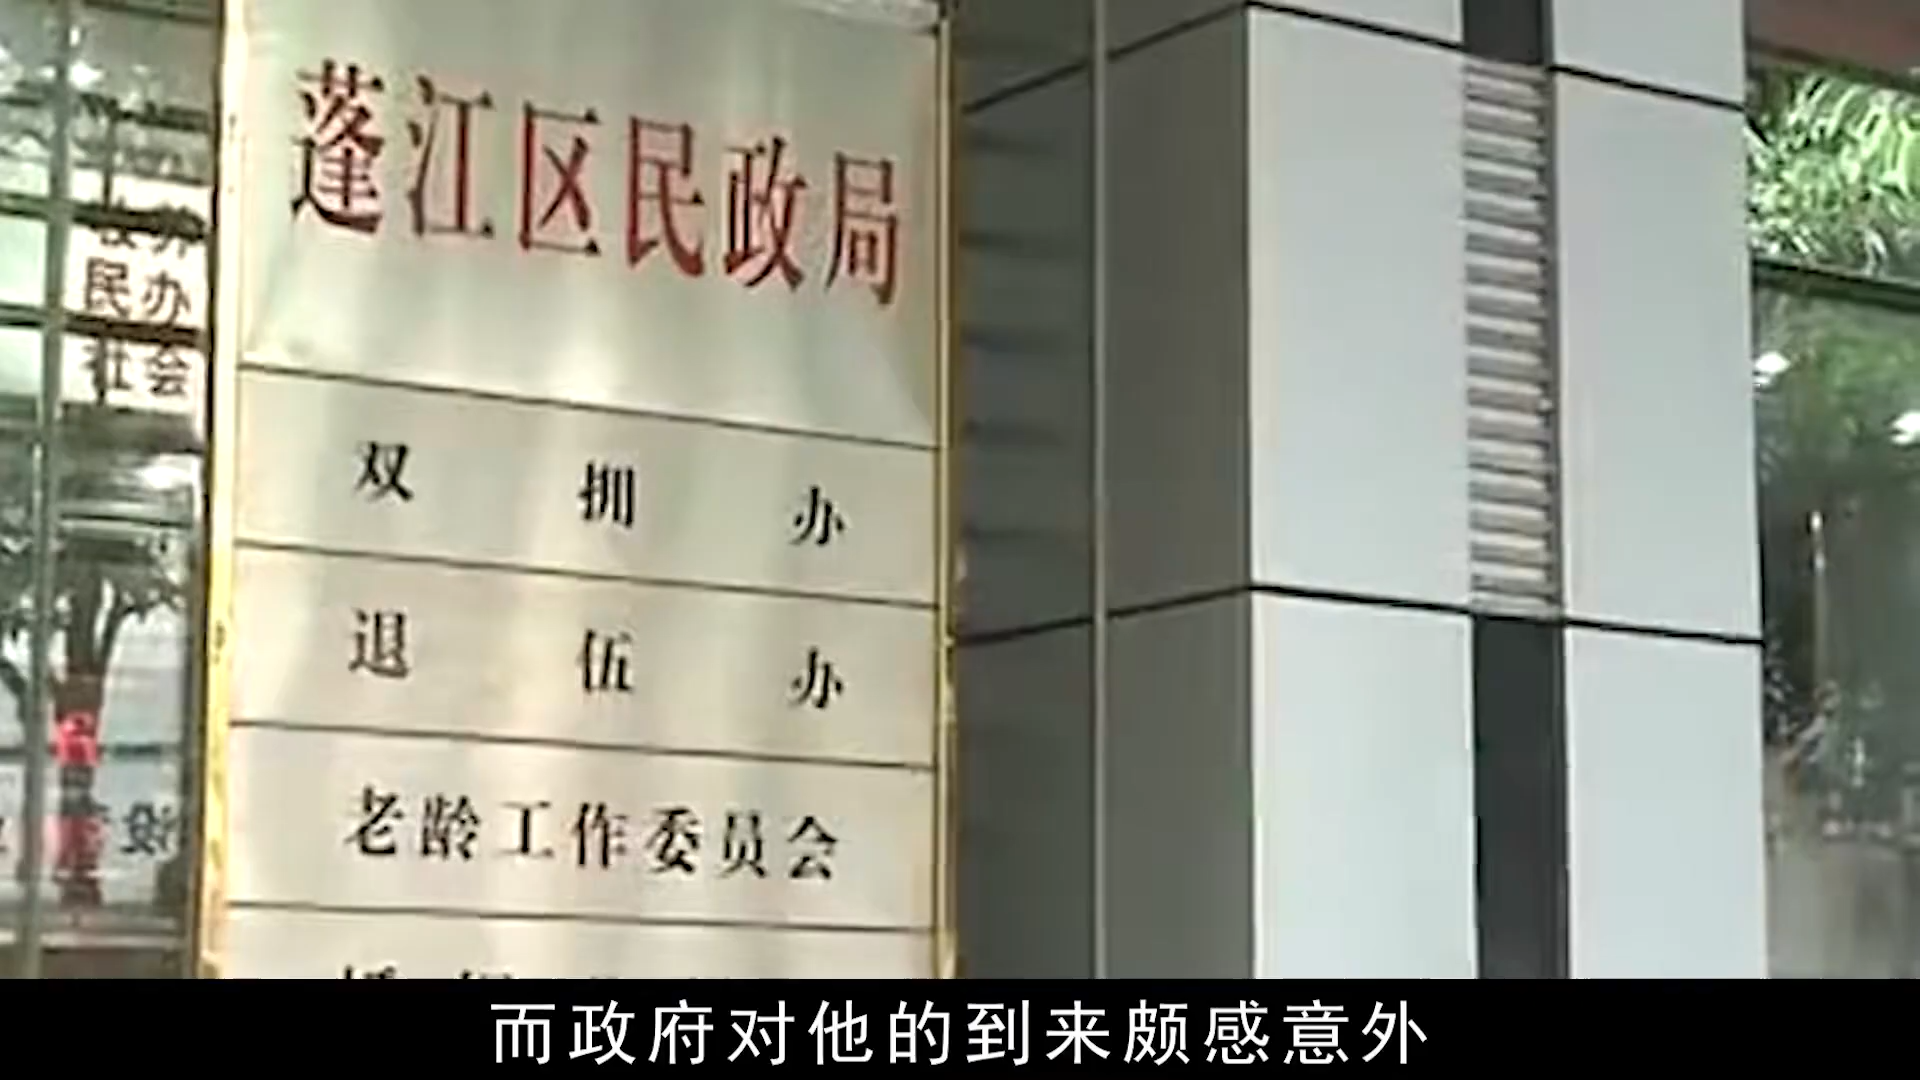 蓬江区民政局
双拥办
退伍办
老龄工作委员会
民办
社会
而政府对他的到来颇感意外